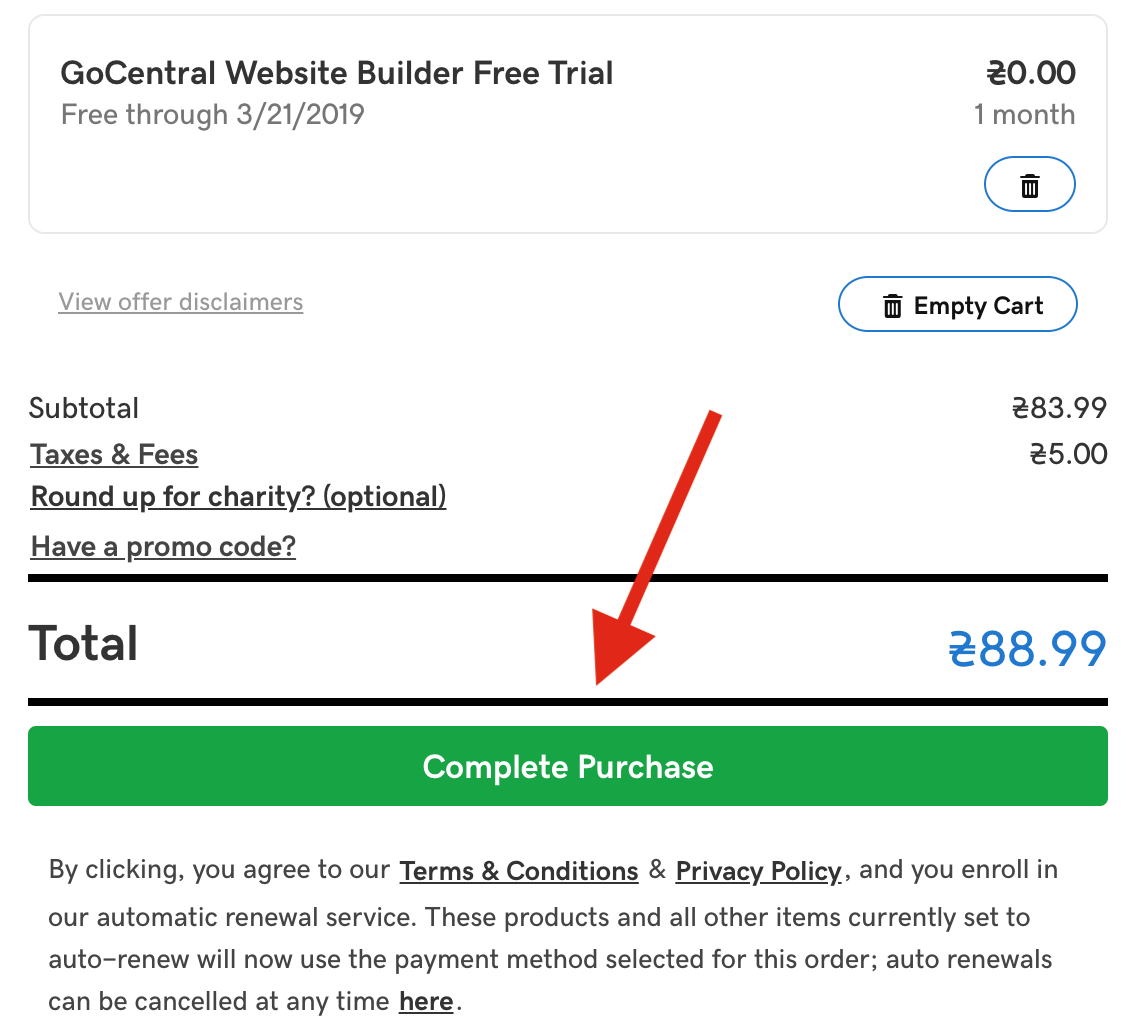 GoCentral Website Builder Free Trial ₴0.00
Free through 3/21/2019 1 month
View offer disclaimers Empty Cart
Subtotal ₴83.99
Taxes & Fees ₴5.00
Round up for charity? (optional)
Have a promo code?
Total ₴88.99
Complete Purchase
By clicking, you agree to our Terms & Conditions & Privacy Policy, and you enroll in
our automatic renewal service. These products and all other items currently set to
auto-renew will now use the payment method selected for this order; auto renewals
can be cancelled at any time here.